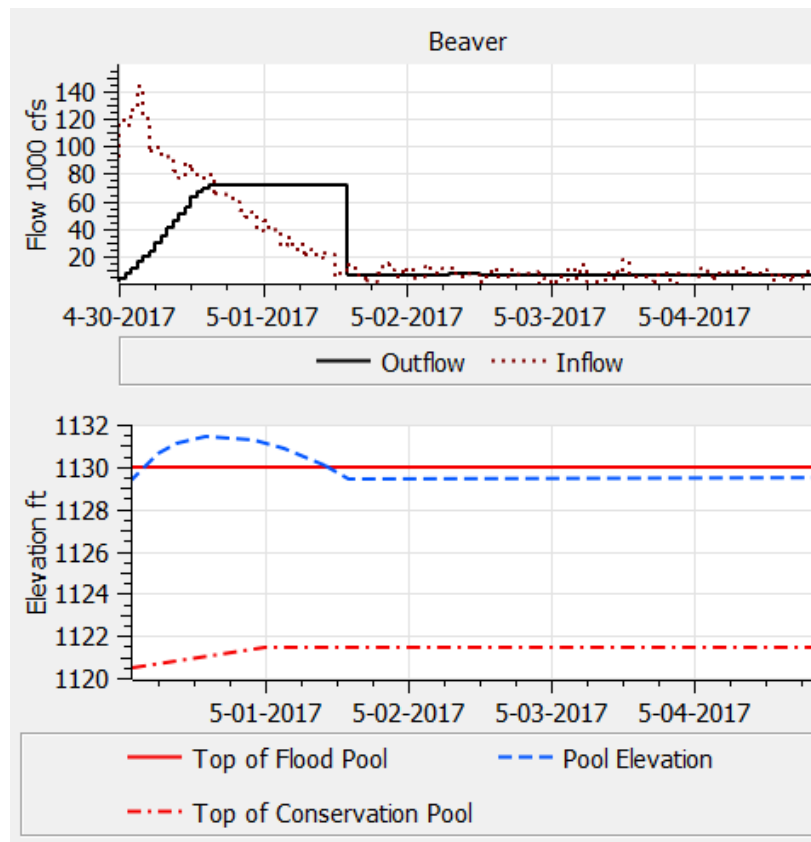 Beaver
Flow 1000 cfs
140
120
100
80
60
40
20
4-30-2017 5-01-2017 5-02-2017 5-03-2017 5-04-2017
Outflow Inflow
Elevation ft
1132
1130
1128
1126
1124
1122
1120
5-01-2017 5-02-2017 5-03-2017 5-04-2017
Top of Flood Pool Pool Elevation
Top of Conservation Pool